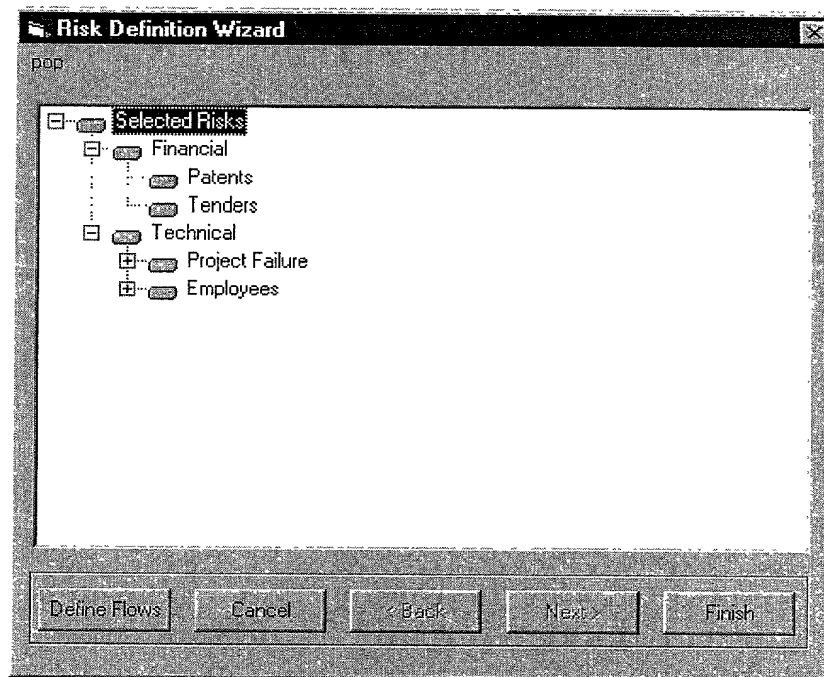 Risk Definition Wizard
pop
Selected Risks
Financial
Patents
Tenders
Technical
Project Failure
Employees
Define Flows Cancel < Back Next > Finish